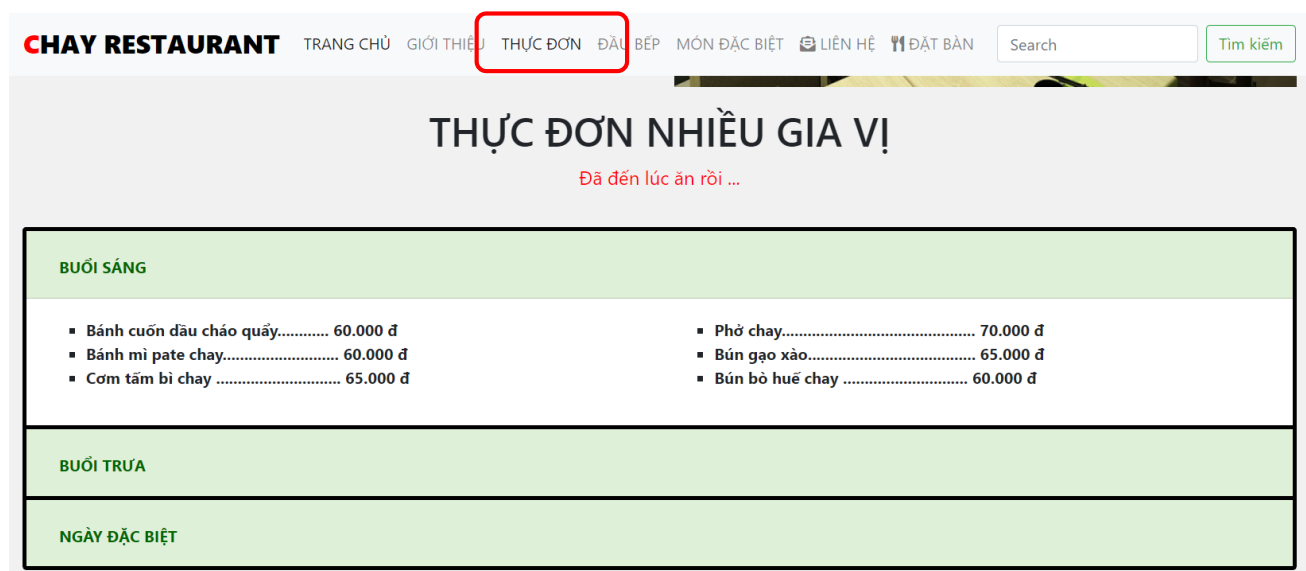 CHAY RESTAURANT TRANG CHỦ GIỚI THIỆU THỰC ĐƠN ĐẦU BẾP MÓN ĐẶC BIỆT LIÊN HỆ ĐẶT BÀN Search Tìm kiếm
THỰC ĐƠN NHIỀU GIA VỊ
Đã đến lúc ăn rồi ...
BUỔI SÁNG
Bánh cuốn dầu cháo quẩy............ 60.000 đ
Bánh mì pate chay........................... 60.000 đ
Cơm tấm bì chay ............................. 65.000 đ
Phở chay............................................. 70.000 đ
Bún gạo xào....................................... 65.000 đ
Bún bò huế chay ............................. 60.000 đ
BUỔI TRƯA
NGÀY ĐẶC BIỆT